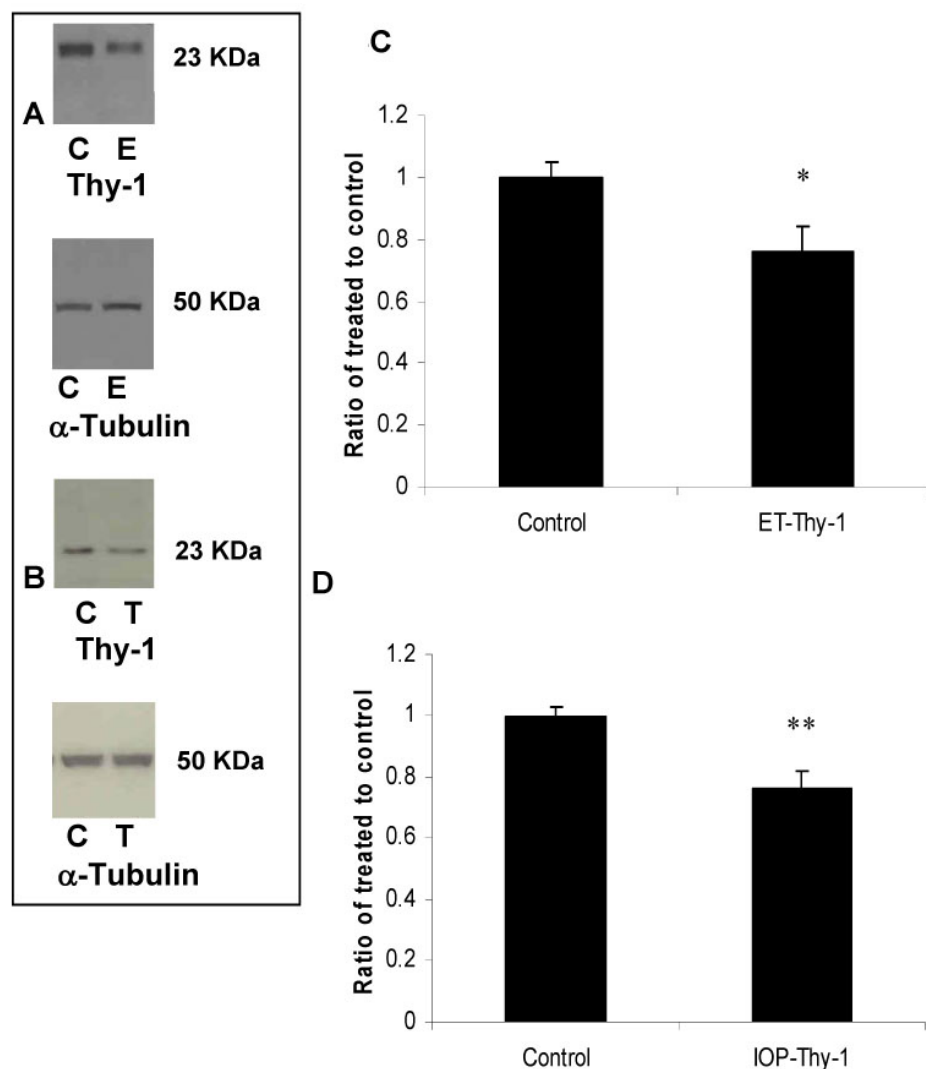 A
23 KDa
C E
Thy-1
50 KDa
C E
α-Tubulin
B
23 KDa
C T
Thy-1
50 KDa
C T
α-Tubulin
C
Ratio of treated to control
1.2
1
0.8
0.6
0.4
0.2
0
*
Control ET-Thy-1
D
Ratio of treated to control
1.2
1
0.8
0.6
0.4
0.2
0
**
Control IOP-Thy-1